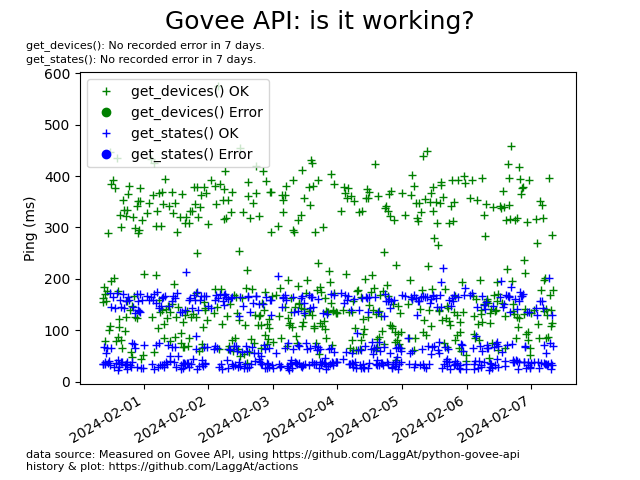 Govee API: is it working?
get_devices(): No recorded error in 7 days.
get_states(): No recorded error in 7 days.
600
500
400
300
200
100
0
Ping (ms)
get_devices() OK
get_devices() Error
get_states() OK
get_states() Error
2024-02-01
2024-02-02
2024-02-03
2024-02-04
2024-02-05
2024-02-06
2024-02-07
data source: Measured on Govee API, using https://github.com/LaggAt/python-govee-api
history & plot: https://github.com/LaggAt/actions